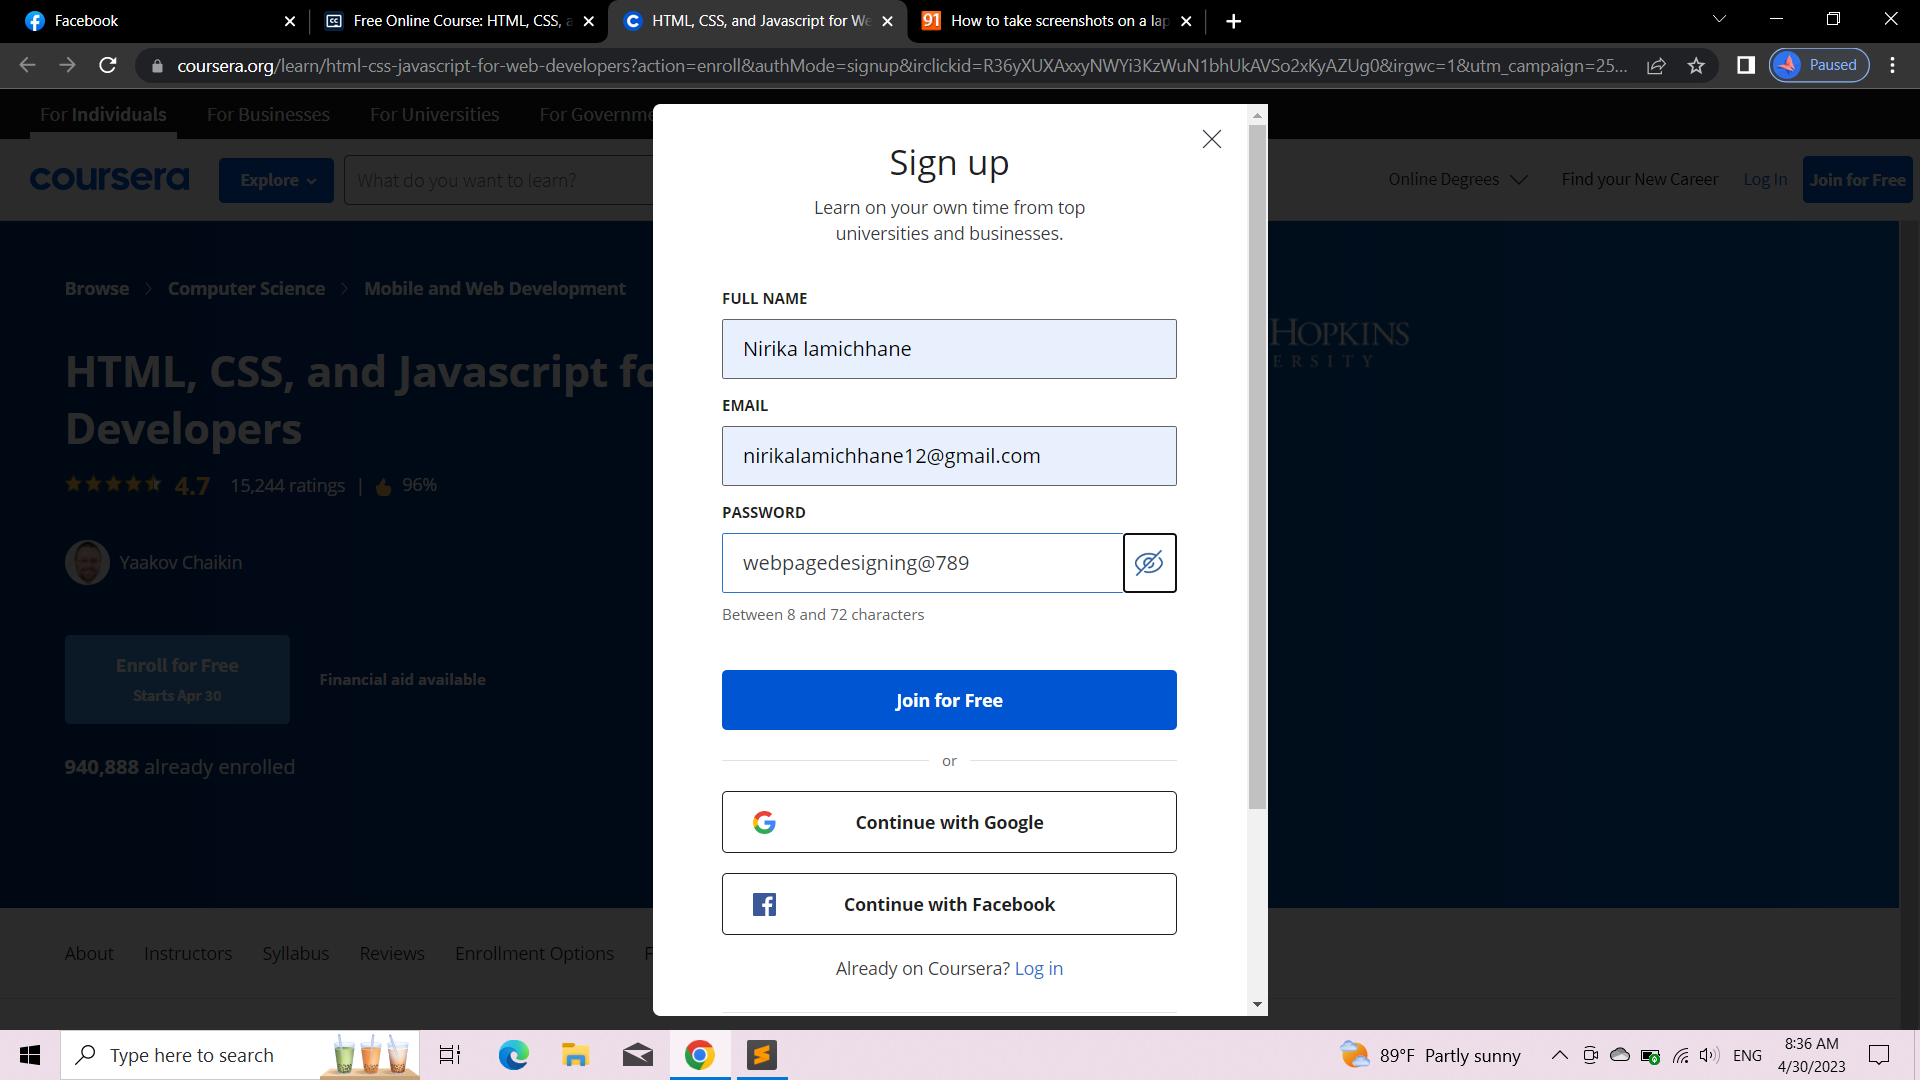 Facebook
Free Online Course: HTML, CSS, a
HTML, CSS, and Javascript for We
91 How to take screenshots on a lap
coursera.org/learn/html-css-javascript-for-web-developers?action=enroll&authMode=signup&irclickid=R36yXUXAxxyNWYi3KzWuN1bhUkAVSo2xKyAZUg0&irgwc=1&utm_campaign=25...
Paused
For Individuals For Businesses For Universities For Governme
coursera Explore What do you want to learn? Online Degrees Find your New Career Log In Join for Free
Browse Computer Science Mobile and Web Development
HTML, CSS, and Javascript fo
Developers
4.7 15,244 ratings | 96%
Yaakov Chaikin
Enroll for Free
Starts Apr 30
Financial aid available
940,888 already enrolled
HOPKINS
ERSITY
Sign up
Learn on your own time from top
universities and businesses.
FULL NAME
Nirika lamichhane
EMAIL
nirikalamichhane12@gmail.com
PASSWORD
webpagedesigning@789
Between 8 and 72 characters
Join for Free
or
Continue with Google
Continue with Facebook
Already on Coursera? Log in
About Instructors Syllabus Reviews Enrollment Options F
Type here to search
89°F Partly sunny
ENG
8:36 AM
4/30/2023